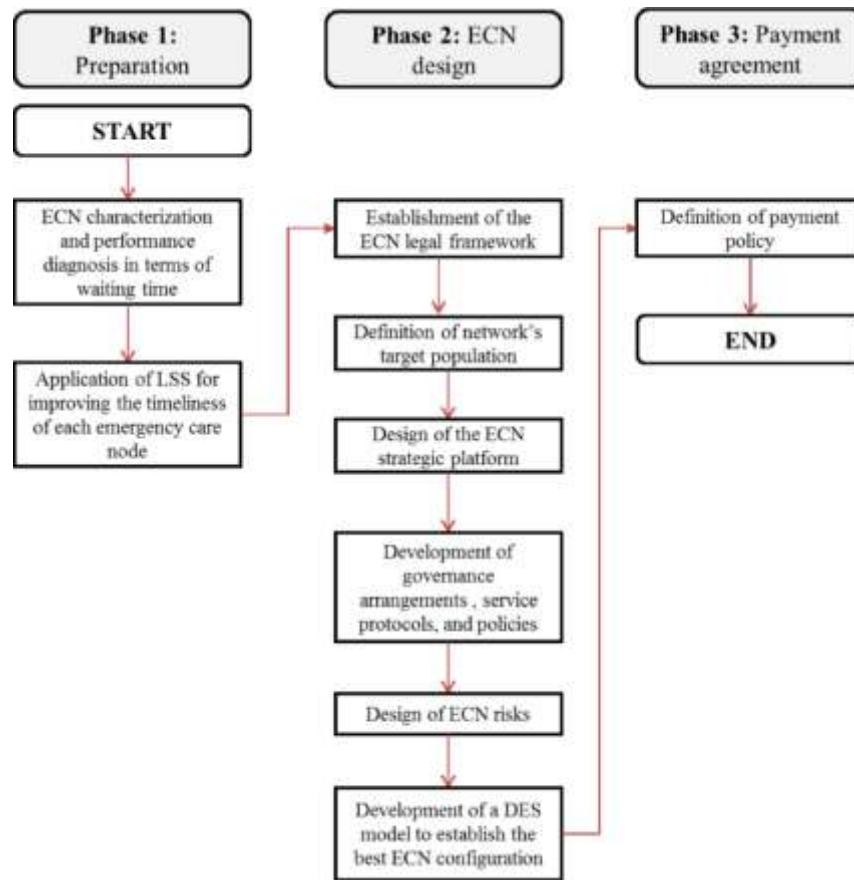 Phase 1:
Preparation
START
ECN characterization
and performance
diagnosis in terms of
waiting time
Application of LSS for
improving the timeliness
of each emergency care
node
Phase 2: ECN
design
Establishment of the
ECN legal framework
Definition of network's
target population
Design of the ECN
strategic platform
Development of
governance
arrangements , service
protocols, and policies
Design of ECN risks
Development of a DES
model to establish the
best ECN configuration
Phase 3: Payment
agreement
Definition of payment
policy
END